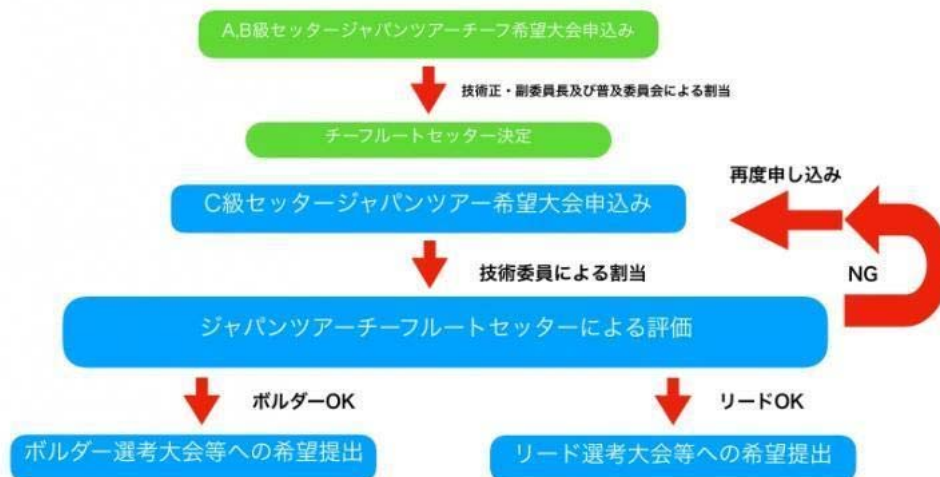 A,B級セッタージャパンツアーチーフ希望大会申込み
技術正・副委員長及び普及委員会による割当
チーフルートセッター決定
再度申し込み
C級セッタージャパンツアー希望大会申込み
技術委員による割当
NG
ジャパンツアーチーフルートセッターによる評価
ボルダーOK
リードOK
ボルダー選考大会等への希望提出
リード選考大会等への希望提出